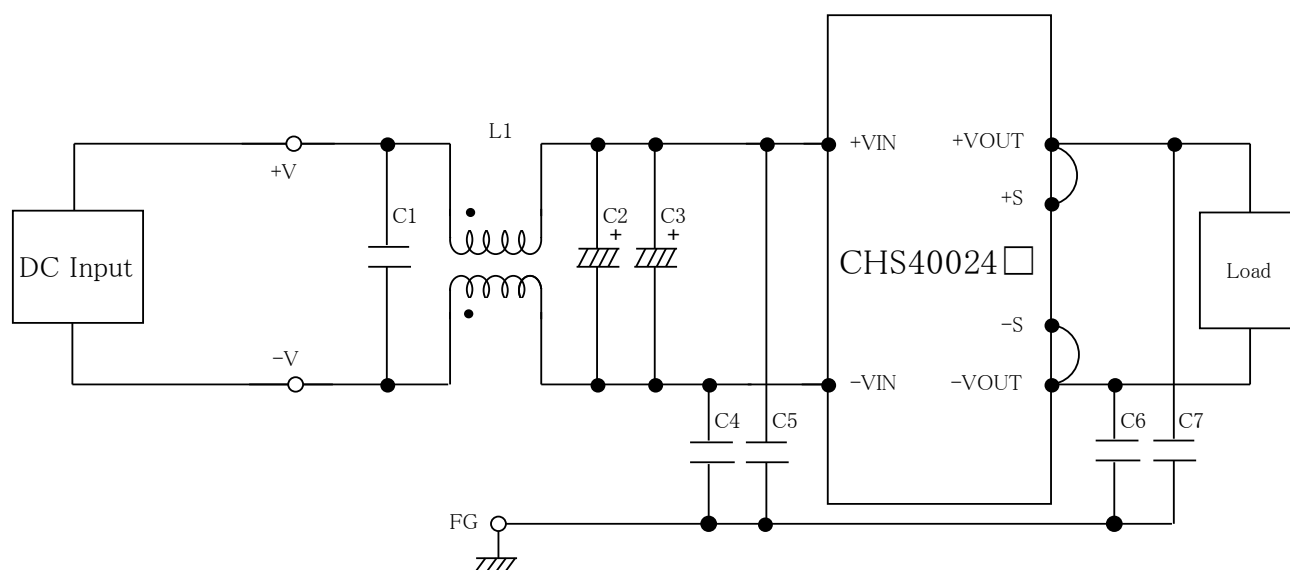 L1
+VIN
+VOUT
+V
+S
C1
C2
+
C3
+
DC Input
CHS40024□
Load
-S
-V
-VIN
-VOUT
C4
C5
C6
C7
FG